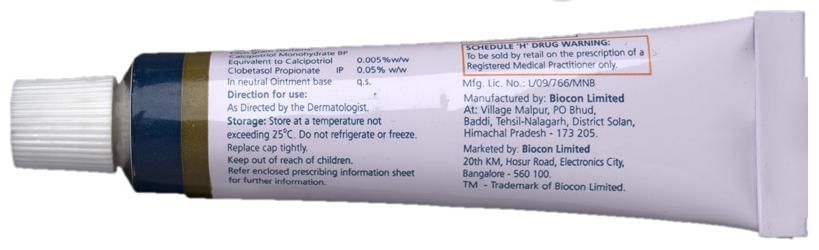 Calcipotriol Monohydrate BP
Equivalent to Calcipotriol 0.005%w/w
Clobetasol Propionate IP 0.05% w/w
In neutral Ointment base q.s.
Direction for use:
As Directed by the Dermatologist.
Storage: Store at a temperature not
exceeding 25°C. Do not refrigerate or freeze.
Replace cap tightly.
Keep out of reach of children.
Refer enclosed prescribing information sheet
for further information.
SCHEDULE 'H' DRUG WARNING:
To be sold by retail on the prescription of a
Registered Medical Practitioner only.
Mfg. Lic. No.: L/09/766/MNB
Manufactured by: Biocon Limited
At: Village Malpur, PO Bhud,
Baddi, Tehsil-Nalagarh, District Solan,
Himachal Pradesh - 173 205.
Marketed by: Biocon Limited
20th KM, Hosur Road, Electronics City,
Bangalore - 560 100.
TM - Trademark of Biocon Limited.